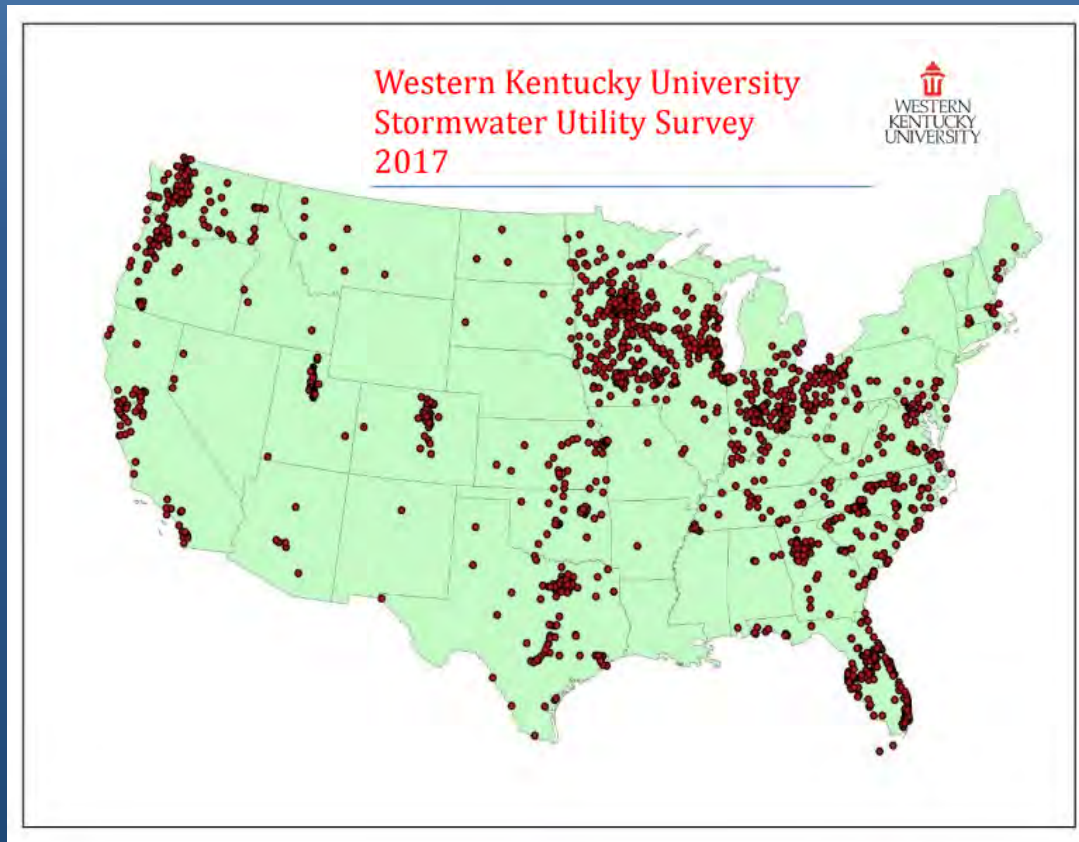 Western Kentucky University
Stormwater Utility Survey
2017
WESTERN
KENTUCKY
UNIVERSITY